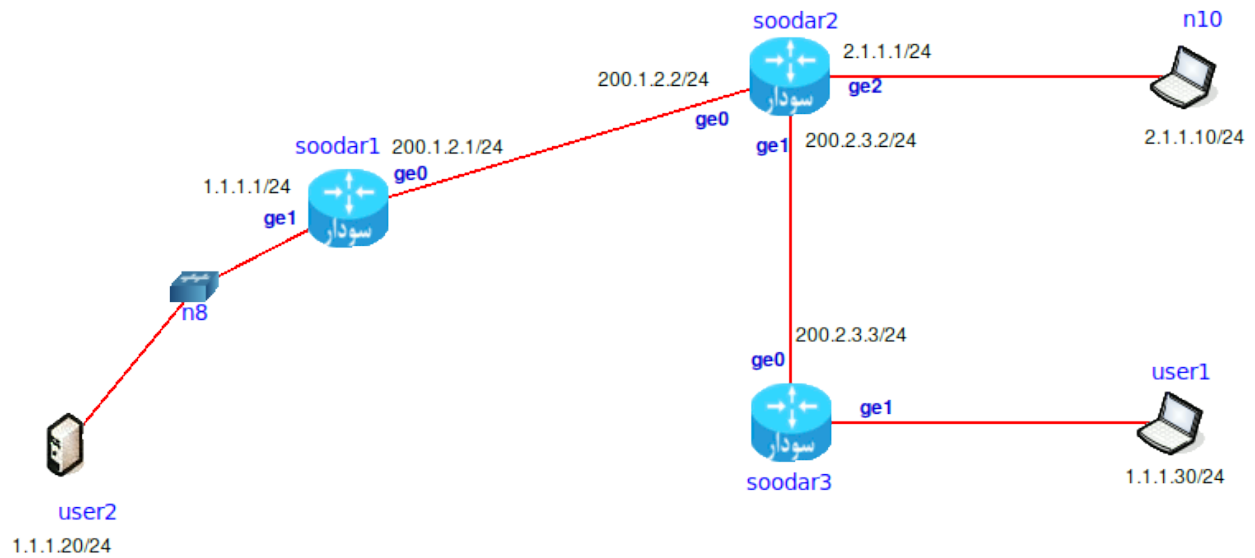 soodar2
n10
2.1.1.1/24
200.1.2.2/24
ge2
سودار
ge0
2.1.1.10/24
soodar1
200.1.2.1/24
ge1
200.2.3.2/24
ge0
1.1.1.1/24
ge1
سودار
n8
200.2.3.3/24
ge0
user1
ge1
سودار
1.1.1.30/24
soodar3
user2
1.1.1.20/24